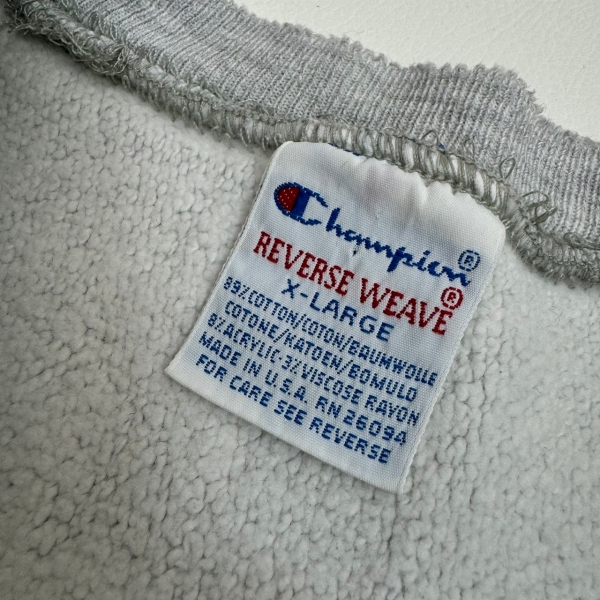 Champion®
REVERSE WEAVE®
X-LARGE
89%COTTON/COTON/BAUMWOLLE
COTONE/KATOEN/BOMULD
8%ACRYLIC-3%VISCOSE RAYON
MADE IN U.S.A. RN 26094
FOR CARE SEE REVERSE